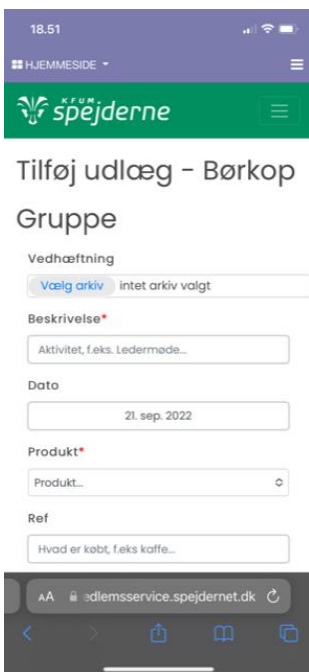 18.51
HJEMMESIDE
KFUM
spejderne
Tilføj udlæg - Børkop
Gruppe
Vedhæftning
Vælg arkiv intet arkiv valgt
Beskrivelse*
Aktivitet, f.eks. Ledermøde...
Dato
21. sep. 2022
Produkt*
Produkt...
Ref
Hvad er købt, f.eks kaffe...
AA edlemsservice.spejdernet.dk